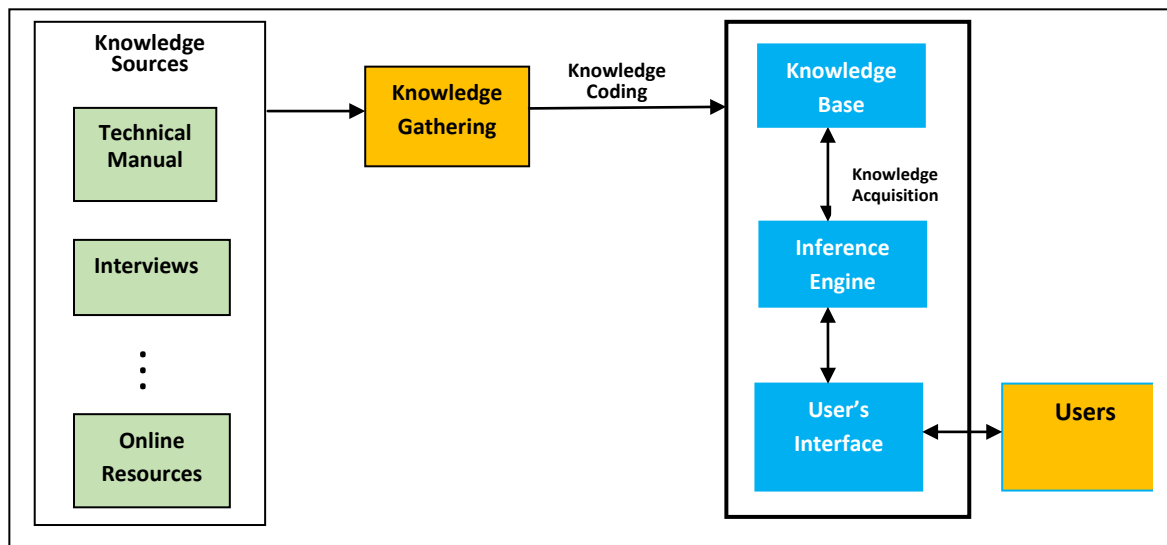 Knowledge
Sources
Technical
Manual
Interviews
Online
Resources
Knowledge
Gathering
Knowledge
Coding
Knowledge
Base
Knowledge
Acquisition
Inference
Engine
User’s
Interface
Users